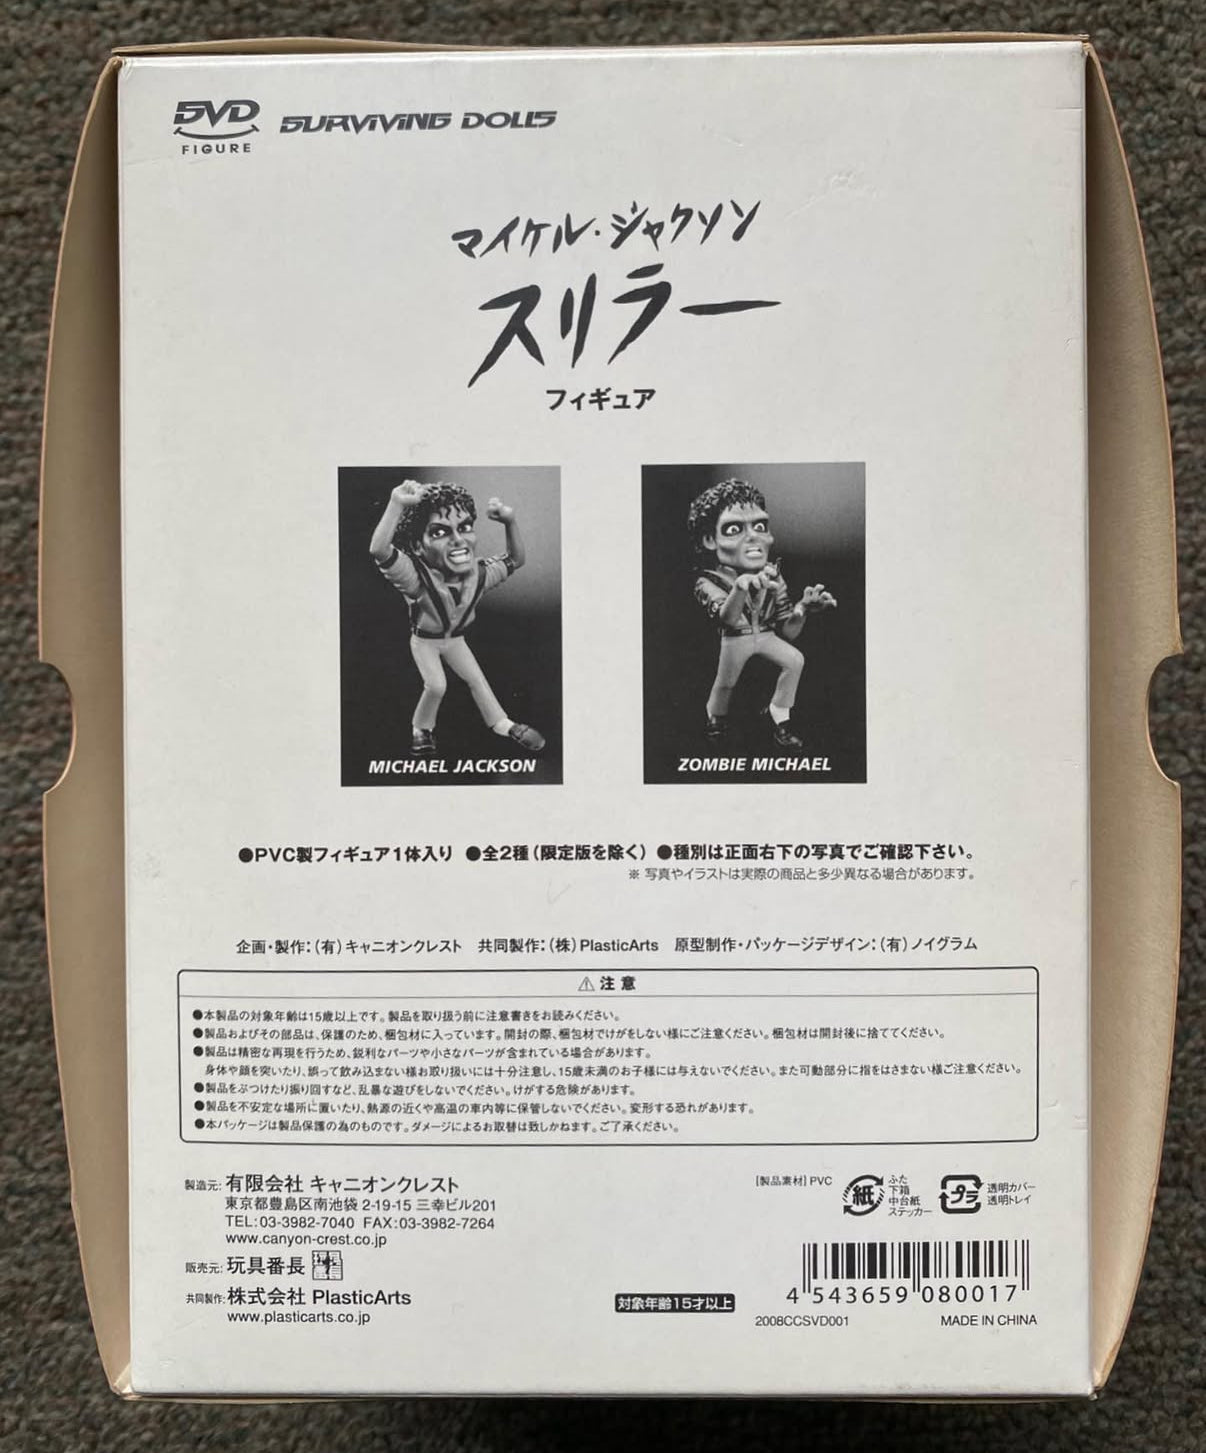 SVD SURVIVING DOLLS
FIGURE
マイケル・ジャクソン
スリラー
フィギュア
MICHAEL JACKSON
ZOMBIE MICHAEL
●PVC製フィギュア1体入り ●全2種(限定版を除く) ●種別は正面右下の写真でご確認下さい。
※ 写真やイラストは実際の商品と多少異なる場合があります。
企画・製作:(有)キャニオンクレスト 共同製作:(株)PlasticArts 原型制作・パッケージデザイン:(有)ノイグラム
⚠注意
●本製品の対象年齢は15歳以上です。製品を取り扱う前に注意書きをお読みください。
●製品およびその部品は、保護のため、梱包材に入っています。開封の際、梱包材でけがをしない様にご注意ください。梱包材は開封後に捨ててください。
●製品は精密な再現を行うため、鋭利なパーツや小さなパーツが含まれている場合があります。
身体や顔を突いたり、誤って飲み込まない様お取り扱いには十分注意し、15歳未満のお子様には与えないでください。また可動部分に指をはさまない様ご注意ください。
●製品をぶつけたり振り回すなど、乱暴な遊びをしないでください。けがする危険があります。
●製品を不安定な場所に置いたり、熱源の近くや高温の車内等に保管しないでください。変形する恐れがあります。
●本パッケージは製品保護の為のものです。ダメージによるお取替は致しかねます。ご了承ください。
製造元:有限会社 キャニオンクレスト
東京都豊島区南池袋 2-19-15 三幸ビル201
TEL:03-3982-7040 FAX:03-3982-7264
www.canyon-crest.co.jp
販売元:玩具番長
共同製作:株式会社 PlasticArts
www.plasticarts.co.jp
対象年齢15才以上
[製品素材]PVC
紙
ふた
下箱
中台紙
ステッカー
プラ
透明カバー
透明トレイ
4 543659 080017
2008CCSVD001 MADE IN CHINA